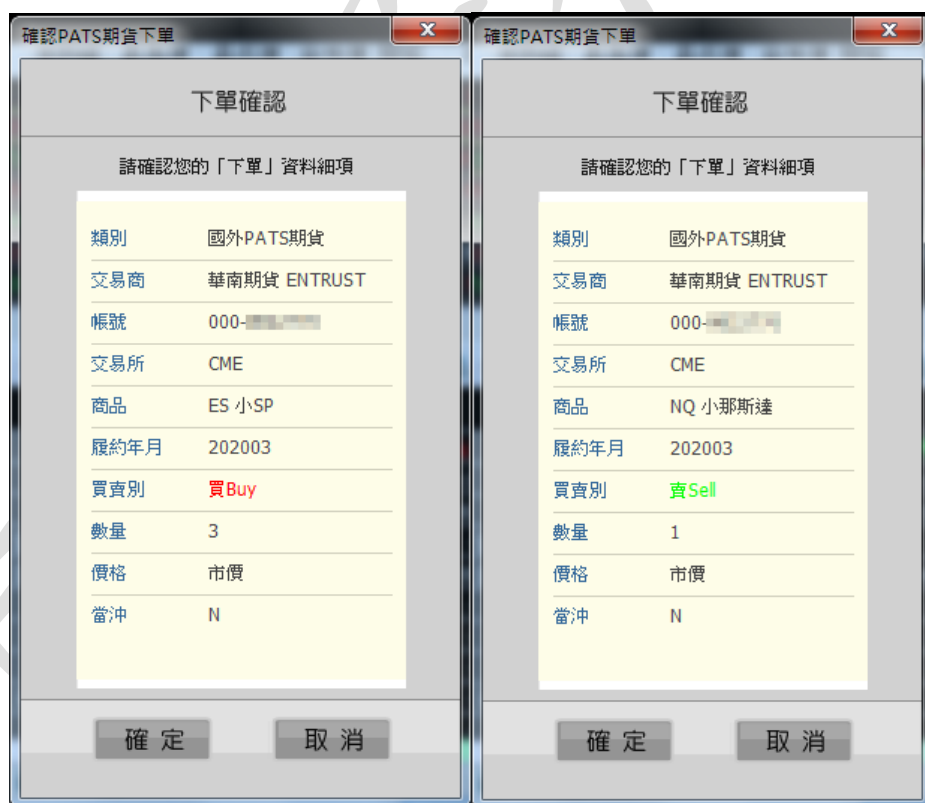 確認PATS期貨下單
下單確認
請確認您的「下單」資料細項
類別 國外PATS期貨
交易商 華南期貨 ENTRUST
帳號 000-
交易所 CME
商品 ES 小SP
履約年月 202003
買賣別 買Buy
數量 3
價格 市價
當沖 N
確定 取消
確認PATS期貨下單
下單確認
請確認您的「下單」資料細項
類別 國外PATS期貨
交易商 華南期貨 ENTRUST
帳號 000-
交易所 CME
商品 NQ 小那斯達
履約年月 202003
買賣別 賣Sell
數量 1
價格 市價
當沖 N
確定 取消